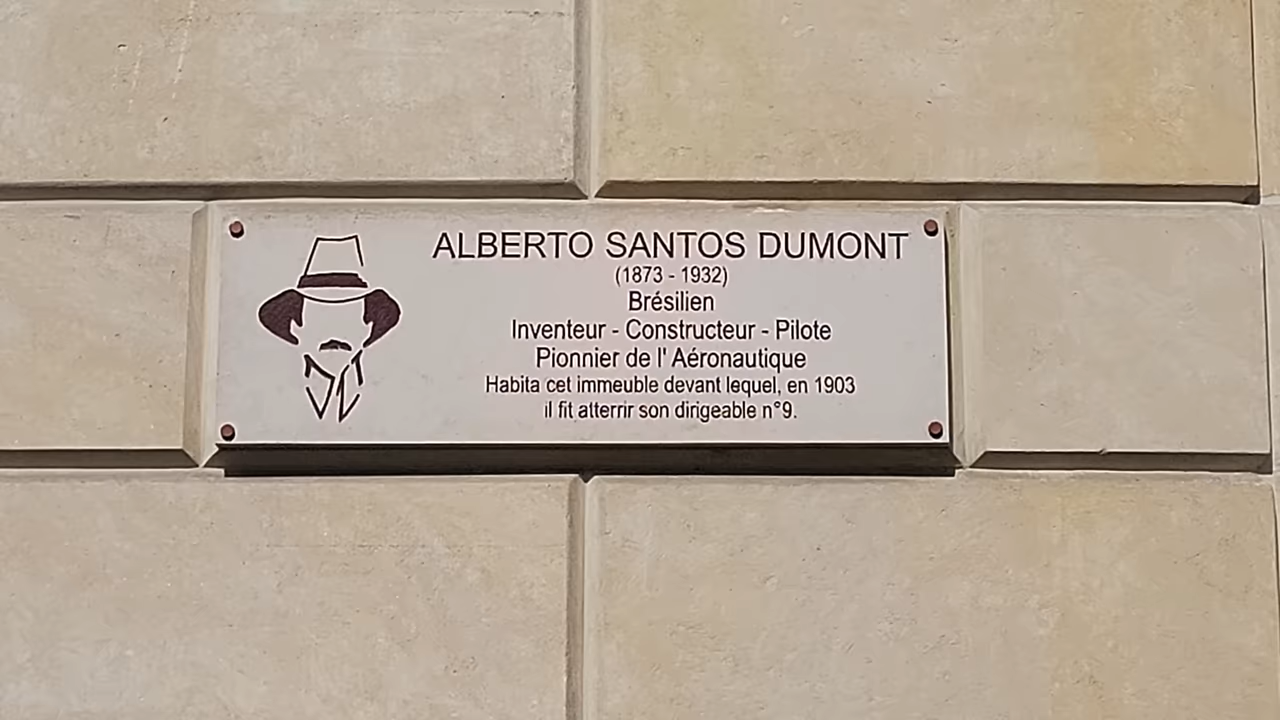 ALBERTO SANTOS DUMONT
(1873 - 1932)
Brésilien
Inventeur - Constructeur - Pilote
Pionnier de l' Aéronautique
Habita cet immeuble devant lequel, en 1903
il fit atterrir son dirigeable n°9.